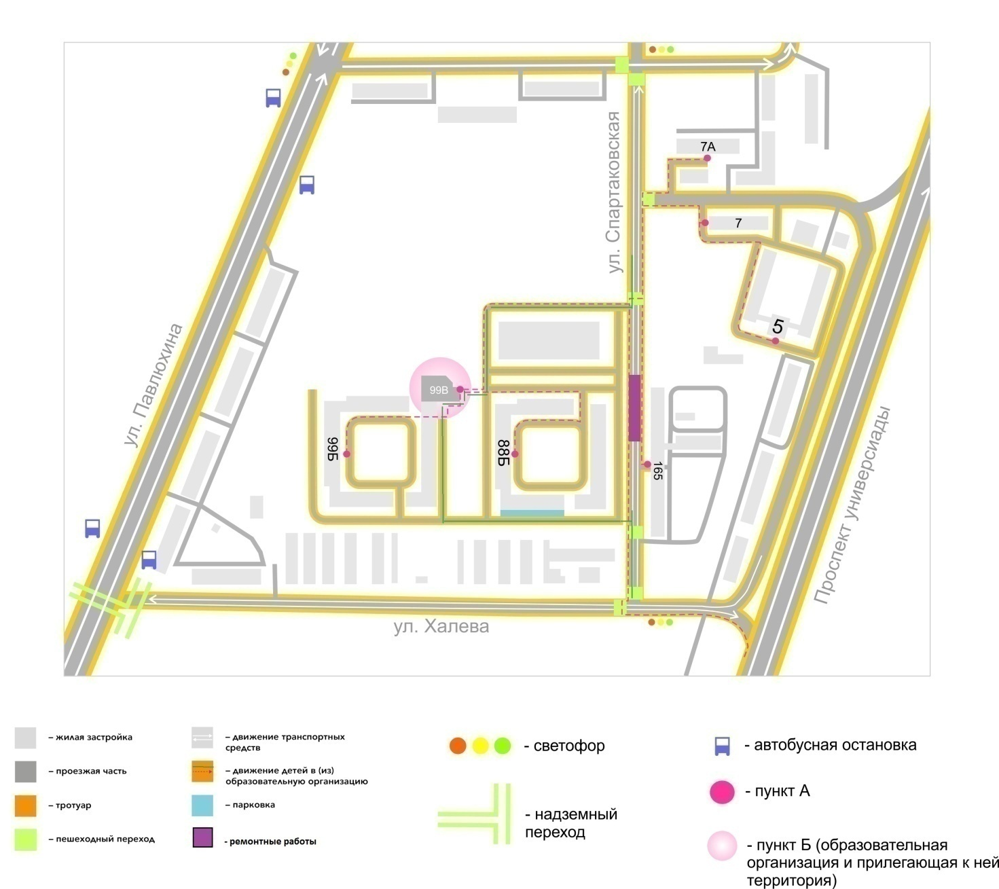 7А
ул. Спартаковская
7
5
ул. Павлюхина
99В
99Б
88Б
165
Проспект универсиады
ул. Халева
– жилая застройка
– проезжая часть
– тротуар
– пешеходный переход
– движение транспортных
средств
– движение детей в (из)
образовательную организацию
– парковка
- ремонтные работы
- светофор
- надземный
переход
- автобусная остановка
- пункт А
- пункт Б (образовательная
организация и прилегающая к ней
территория)